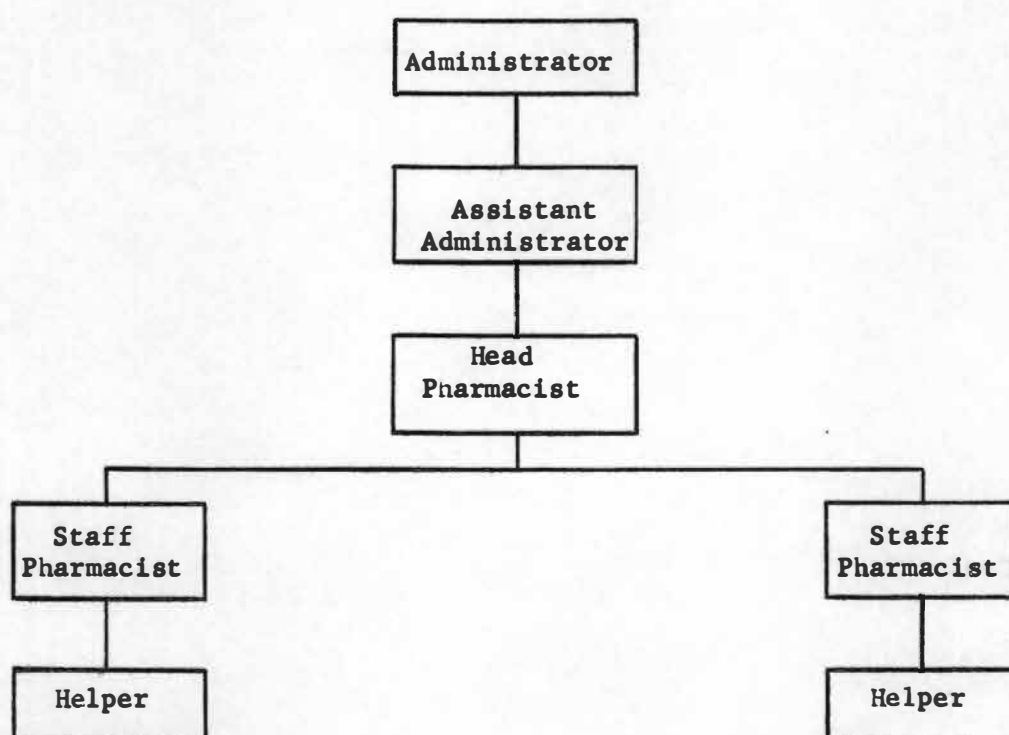 Administrator
Assistant
Administrator
Head
Pharmacist
Staff
Pharmacist
Staff
Pharmacist
Helper
Helper